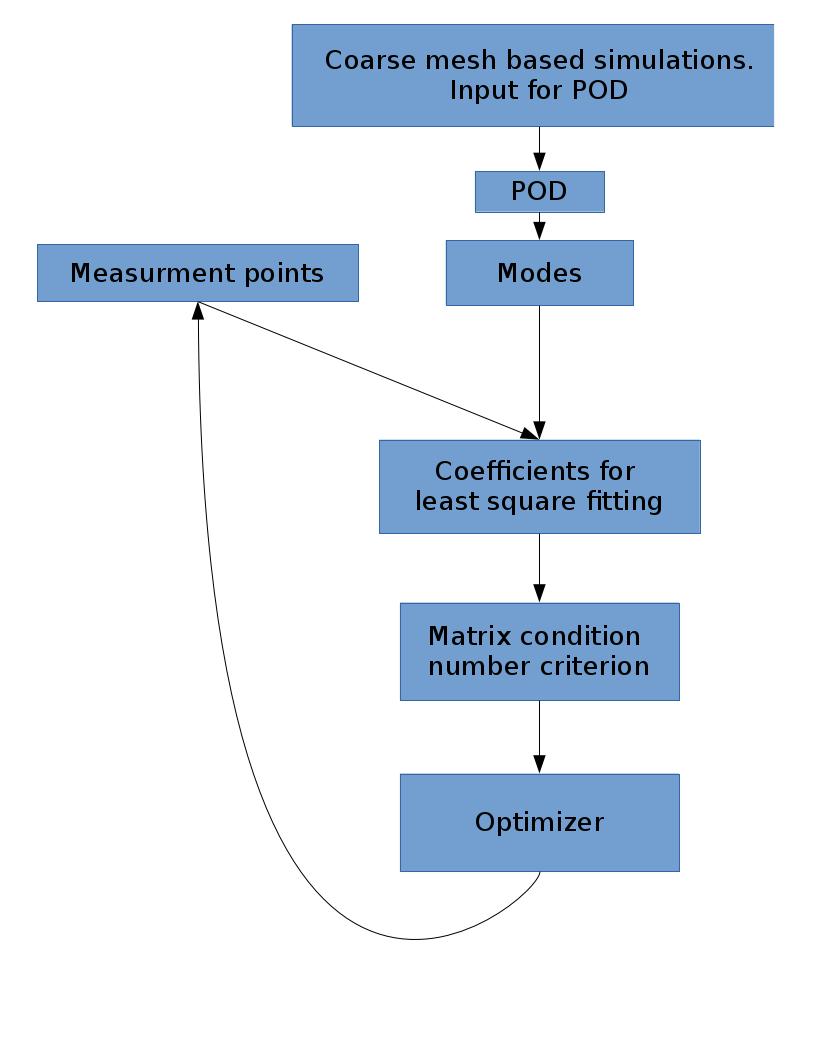 Coarse mesh based simulations.
Input for POD
POD
Measurment points
Modes
Coefficients for
least square fitting
Matrix condition
number criterion
Optimizer